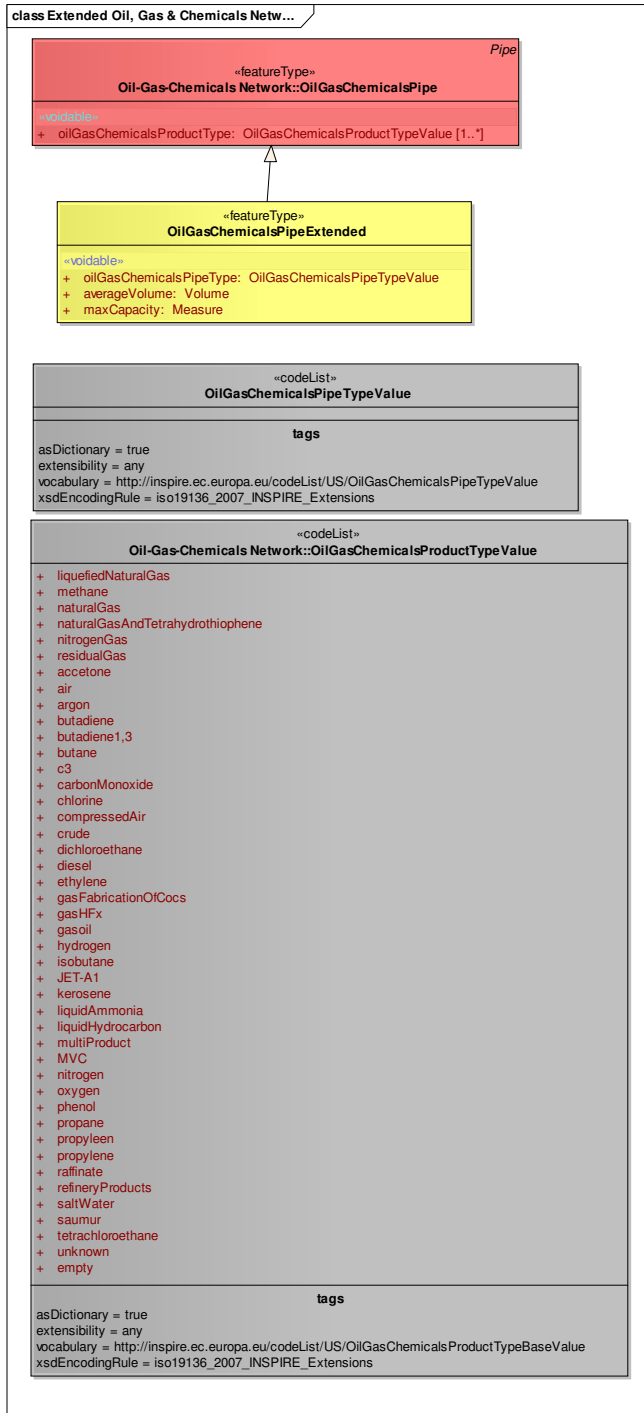 class Extended Oil, Gas & Chemicals Netw...
Pipe
«featureType»
Oil-Gas-Chemicals Network::OilGasChemicalsPipe
«voidable»
+ oilGasChemicalsProductType: OilGasChemicalsProductTypeValue [1..*]
«featureType»
OilGasChemicalsPipeExtended
«voidable»
+ oilGasChemicalsPipeType: OilGasChemicalsPipeTypeValue
+ averageVolume: Volume
+ maxCapacity: Measure
«codeList»
OilGasChemicalsPipeTypeValue
tags
asDictionary = true
extensibility = any
vocabulary = http://inspire.ec.europa.eu/codeList/US/OilGasChemicalsPipeTypeValue
xsdEncodingRule = iso19136_2007_INSPIRE_Extensions
«codeList»
Oil-Gas-Chemicals Network::OilGasChemicalsProductTypeValue
+ liquefiedNaturalGas
+ methane
+ naturalGas
+ naturalGasAndTetrahydrothiophene
+ nitrogenGas
+ residualGas
+ accetone
+ air
+ argon
+ butadiene
+ butadiene1,3
+ butane
+ c3
+ carbonMonoxide
+ chlorine
+ compressedAir
+ crude
+ dichloroethane
+ diesel
+ ethylene
+ gasFabricationOfCocs
+ gasHFx
+ gasoil
+ hydrogen
+ isobutane
+ JET-A1
+ kerosene
+ liquidAmmonia
+ liquidHydrocarbon
+ multiProduct
+ MVC
+ nitrogen
+ oxygen
+ phenol
+ propane
+ propyleen
+ propylene
+ raffinate
+ refineryProducts
+ saltWater
+ saumur
+ tetrachloroethane
+ unknown
+ empty
tags
asDictionary = true
extensibility = any
vocabulary = http://inspire.ec.europa.eu/codeList/US/OilGasChemicalsProductTypeBaseValue
xsdEncodingRule = iso19136_2007_INSPIRE_Extensions